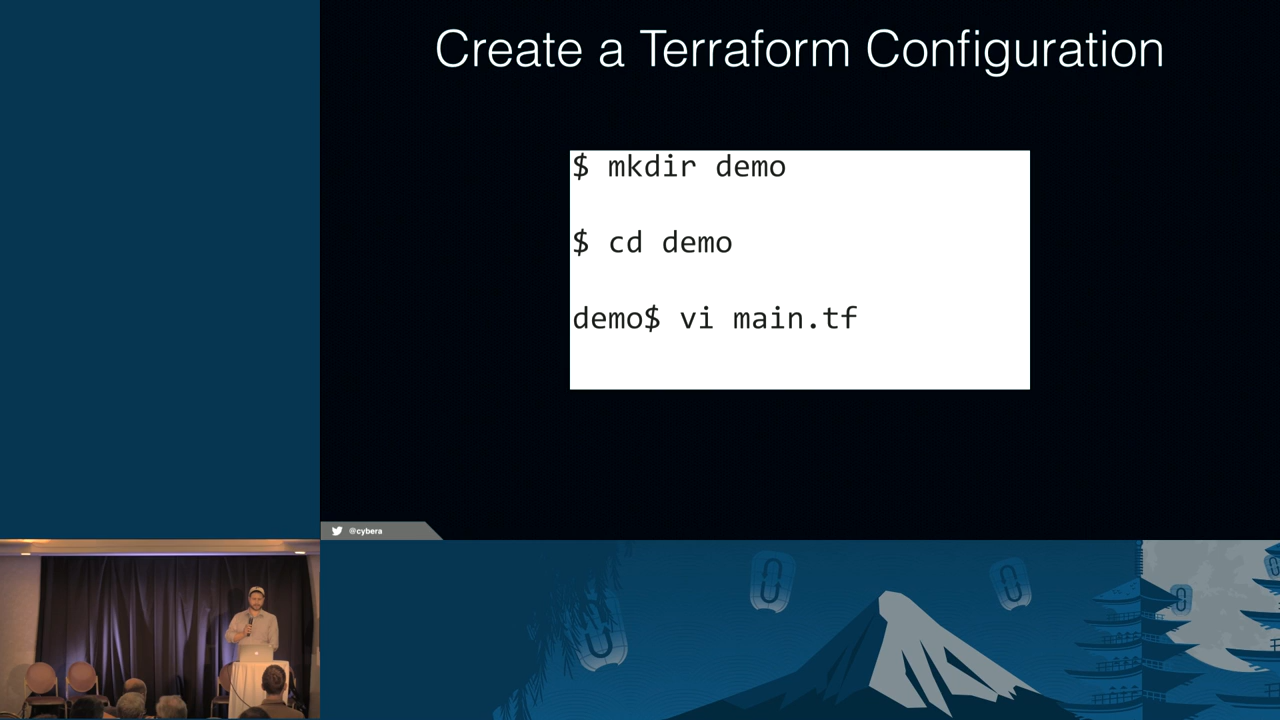 Create a Terraform Configuration
$ mkdir demo
$ cd demo
demo$ vi main.tf
@cybera